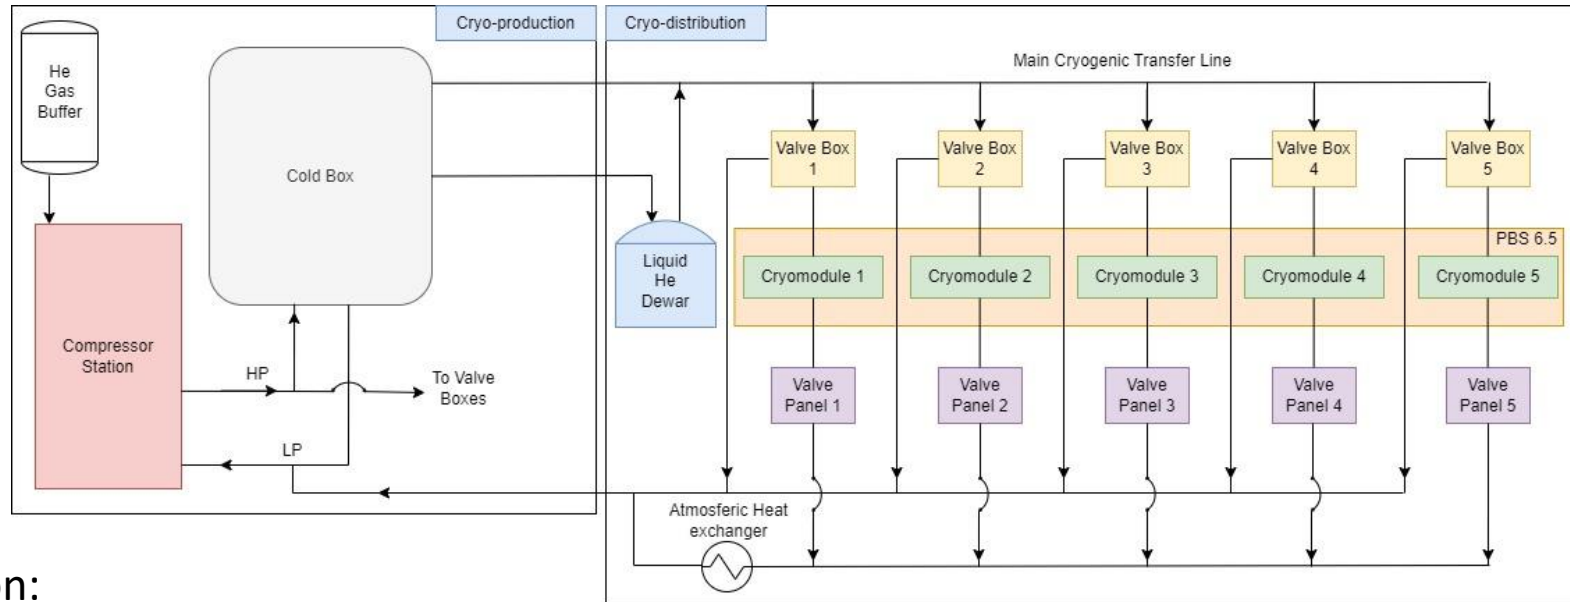 Cryo-production
Cryo-distribution
He
Gas
Buffer
Main Cryogenic Transfer Line
Cold Box
Valve Box
1
Valve Box
2
Valve Box
3
Valve Box
4
Valve Box
5
PBS 6.5
Liquid
He
Dewar
Cryomodule 1
Cryomodule 2
Cryomodule 3
Cryomodule 4
Cryomodule 5
Compressor
Station
HP
To Valve
Boxes
Valve
Panel 1
Valve
Panel 2
Valve
Panel 3
Valve
Panel 4
Valve
Panel 5
LP
Atmosferic Heat
exchanger